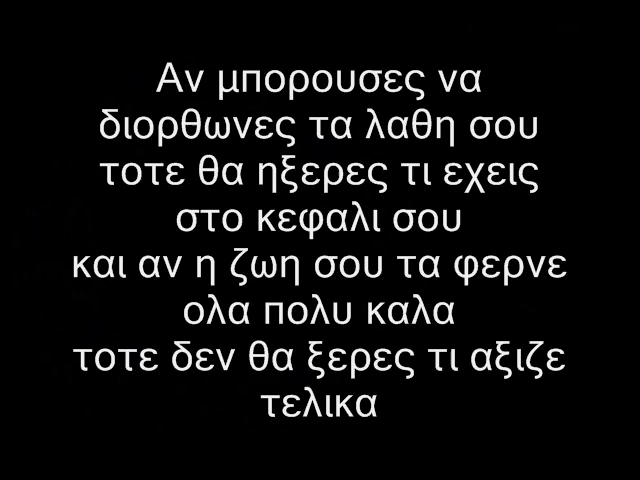 Αν μπορουσες να
διορθωνες τα λαθη σου
τοτε θα ηξερες τι εχεις
στο κεφαλι σου
και αν η ζωη σου τα φερνε
ολα πολυ καλα
τοτε δεν θα ξερες τι αξιζε
τελικα